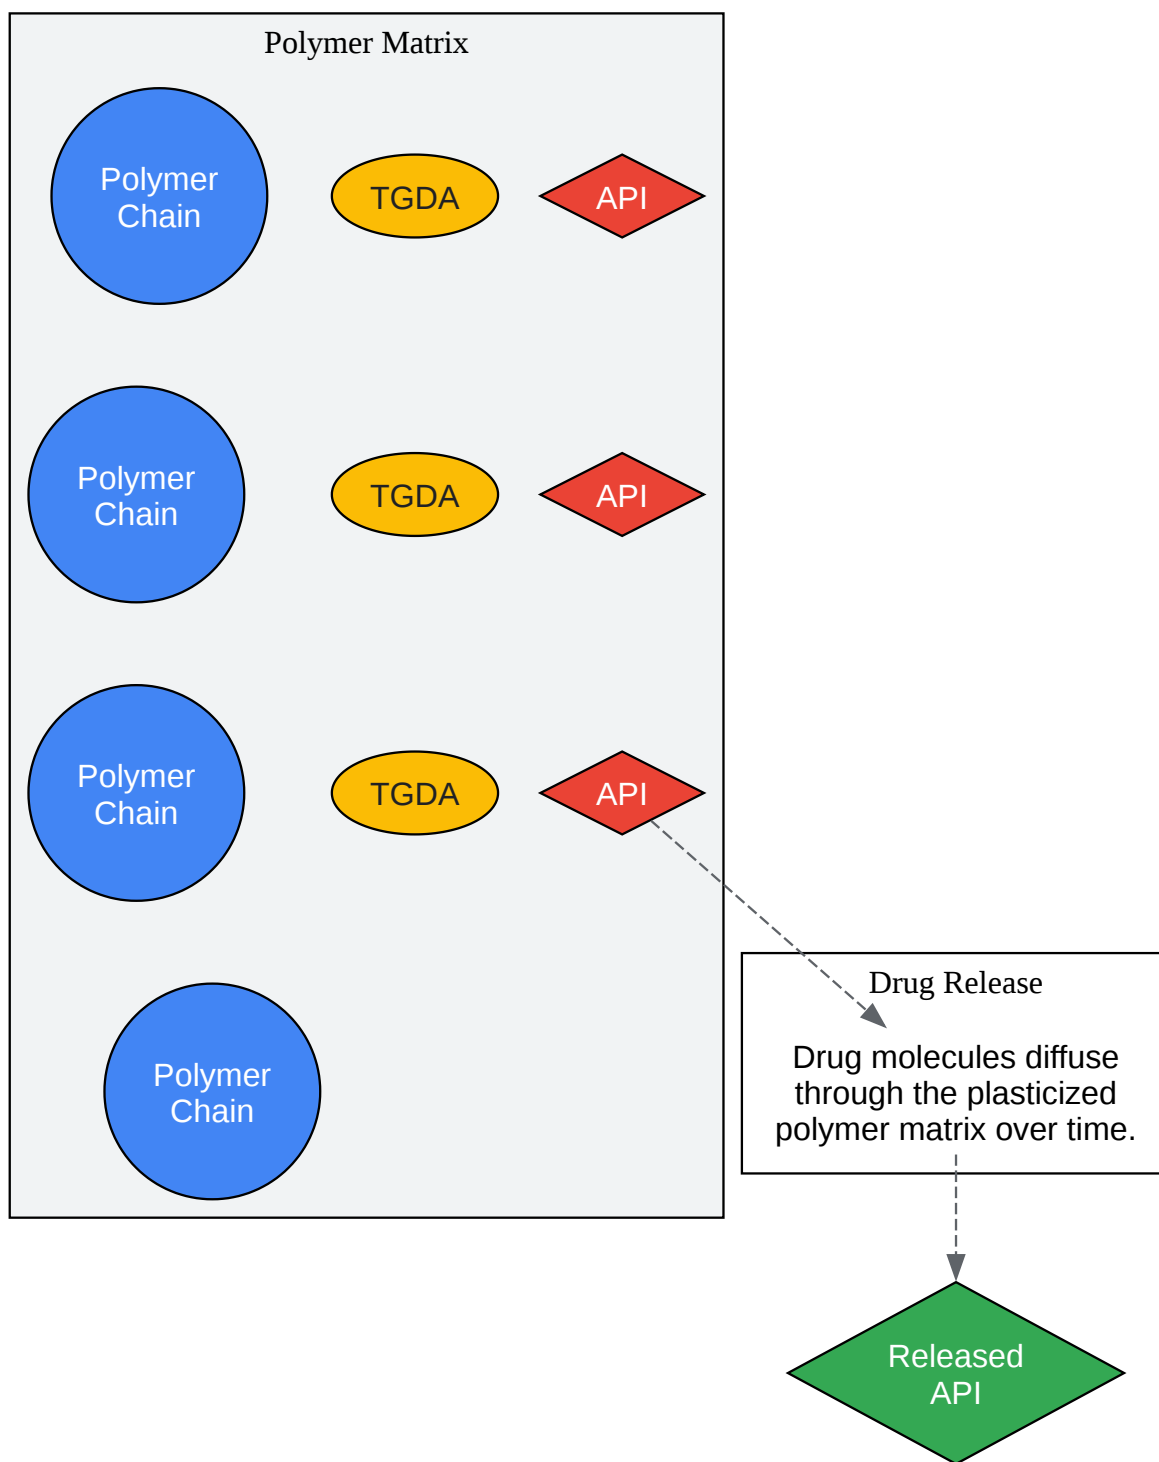 Polymer Matrix
Polymer
Chain
TGDA
API
Polymer
Chain
TGDA
API
Polymer
Chain
TGDA
API
Polymer
Chain
Drug Release
Drug molecules diffuse
through the plasticized
polymer matrix over time.
Released
API